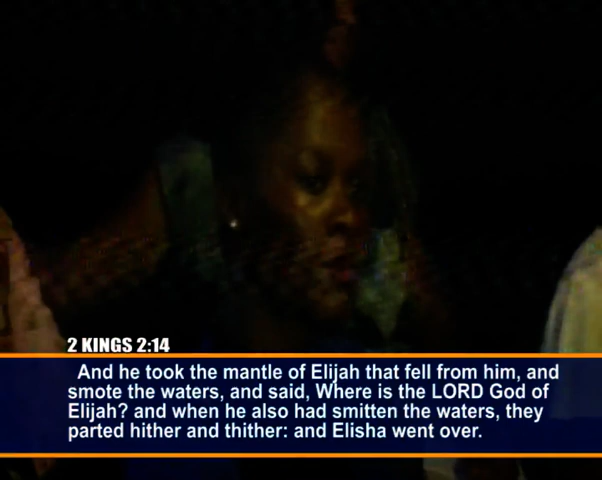 2 KINGS 2:14
And he took the mantle of Elijah that fell from him, and
smote the waters, and said, Where is the LORD God of
Elijah? and when he also had smitten the waters, they
parted hither and thither: and Elisha went over.